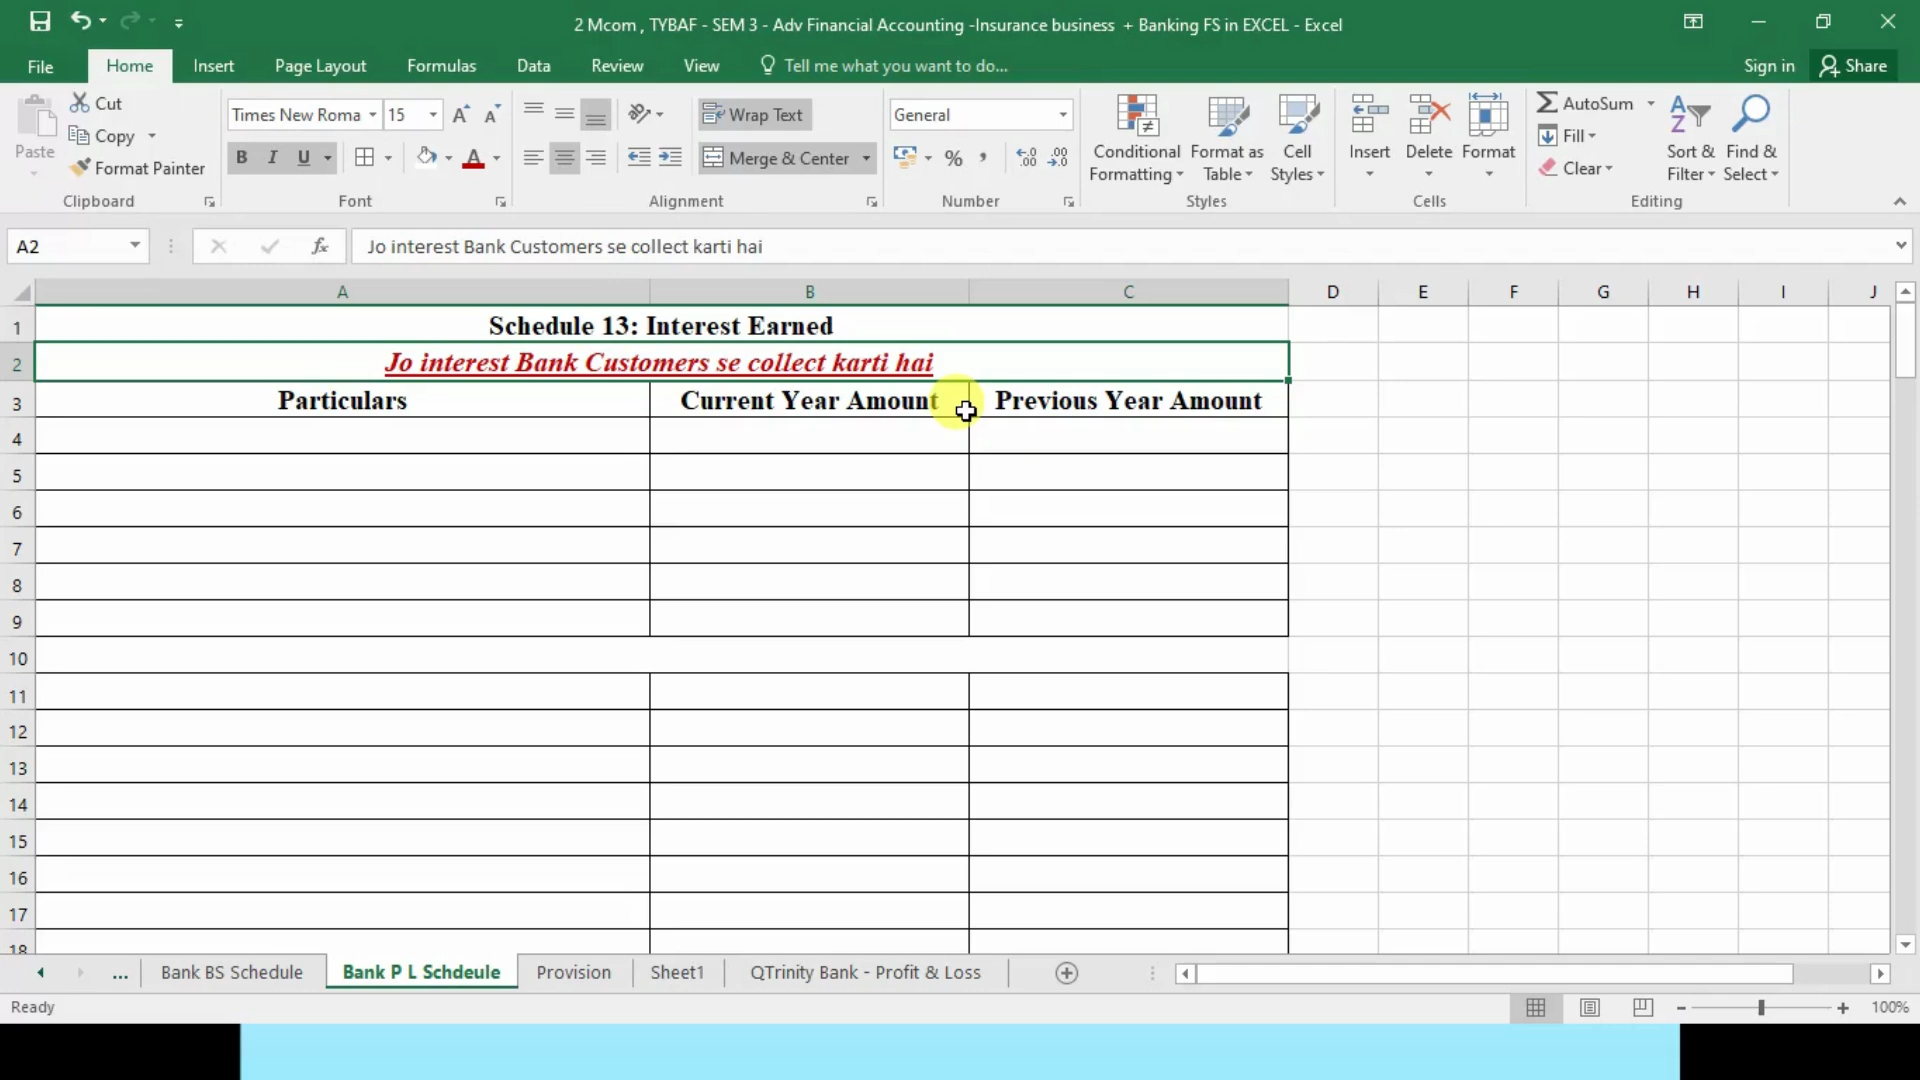 2 Mcom , TYBAF - SEM 3 - Adv Financial Accounting -Insurance business + Banking FS in EXCEL - Excel
File Home Insert Page Layout Formulas Data Review View Tell me what you want to do... Sign in Share
Paste
Cut
Copy
Format Painter
Clipboard
Times New Roma 15
B I U
Font
Wrap Text
Merge & Center
Alignment
General
%
Number
Conditional Formatting
Format as Table
Cell Styles
Styles
Insert
Delete
Format
Cells
AutoSum
Fill
Clear
Sort & Filter
Find & Select
Editing
A2 fx Jo interest Bank Customers se collect karti hai
A B C D E F G H I J
1 Schedule 13: Interest Earned
2 Jo interest Bank Customers se collect karti hai
3 Particulars Current Year Amount Previous Year Amount
4
5
6
7
8
9
10
11
12
13
14
15
16
17
18
... Bank BS Schedule Bank P L Schdeule Provision Sheet1 QTrinity Bank - Profit & Loss
Ready 100%